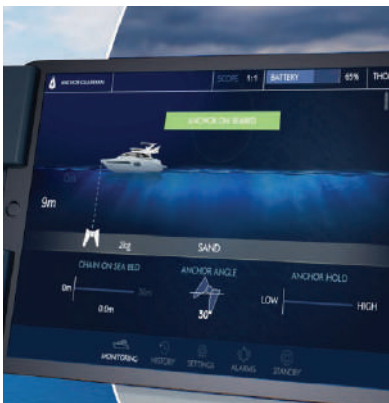 ANCHOR GUARDIAN
SCOPE 1:1 BATTERY 65% THO
ANCHOR ON SEABED
9m
2kg SAND
CHAIN ON SEA BED
0m
0.0m
ANCHOR ANGLE
30°
ANCHOR HOLD
LOW HIGH
MONITORING HISTORY SETTINGS ALARMS STANDBY